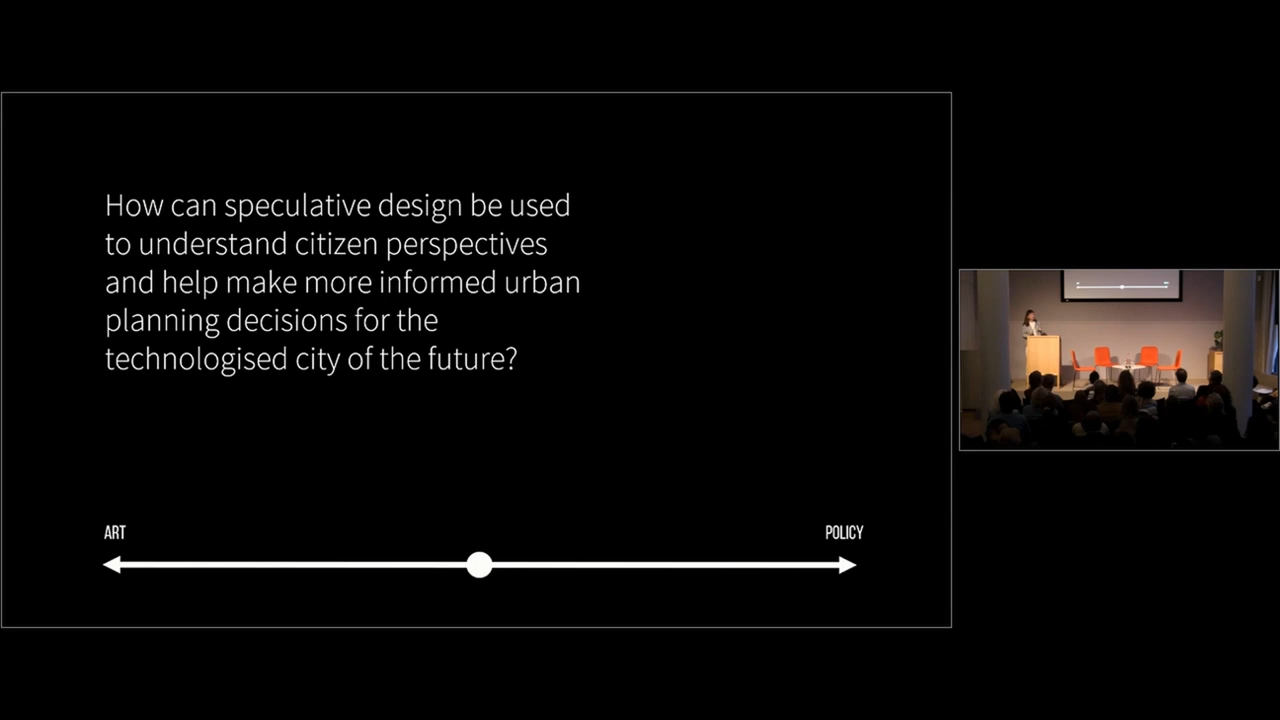 How can speculative design be used
to understand citizen perspectives
and help make more informed urban
planning decisions for the
technologised city of the future?
ART
POLICY